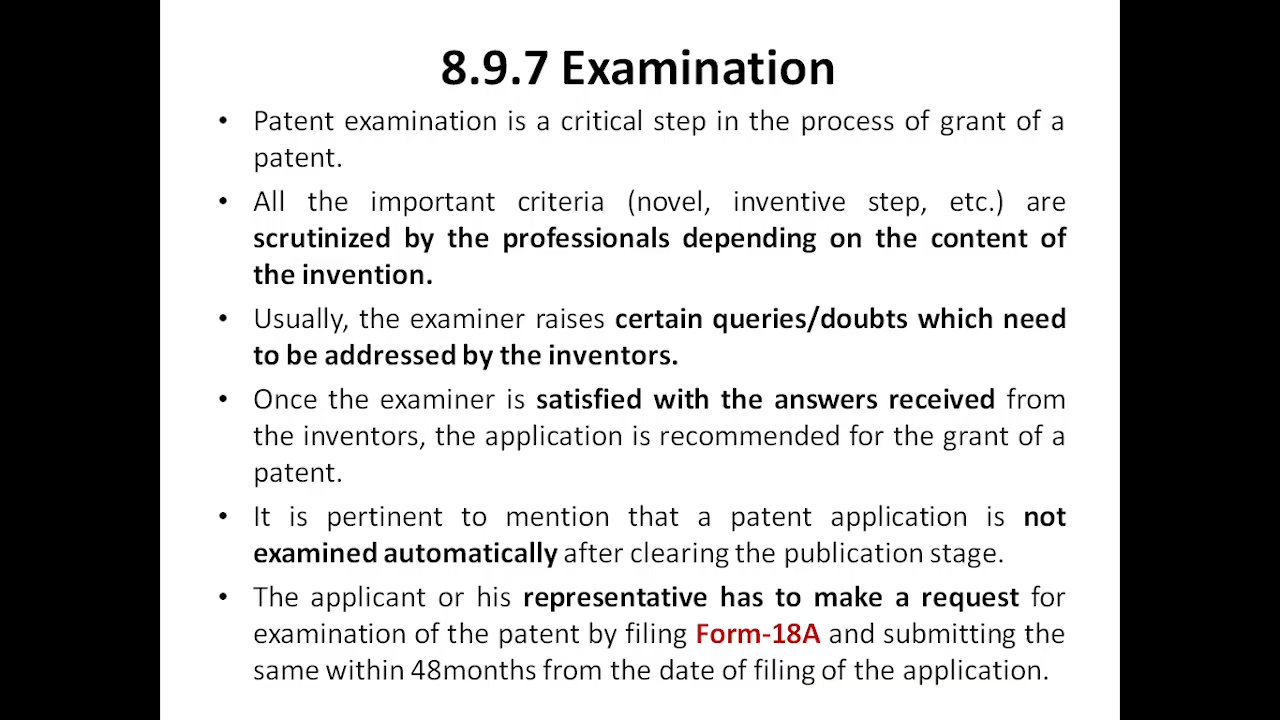 8.9.7 Examination
• Patent examination is a critical step in the process of grant of a
patent.
• All the important criteria (novel, inventive step, etc.) are
scrutinized by the professionals depending on the content of
the invention.
• Usually, the examiner raises certain queries/doubts which need
to be addressed by the inventors.
• Once the examiner is satisfied with the answers received from
the inventors, the application is recommended for the grant of a
patent.
• It is pertinent to mention that a patent application is not
examined automatically after clearing the publication stage.
• The applicant or his representative has to make a request for
examination of the patent by filing Form-18A and submitting the
same within 48months from the date of filing of the application.